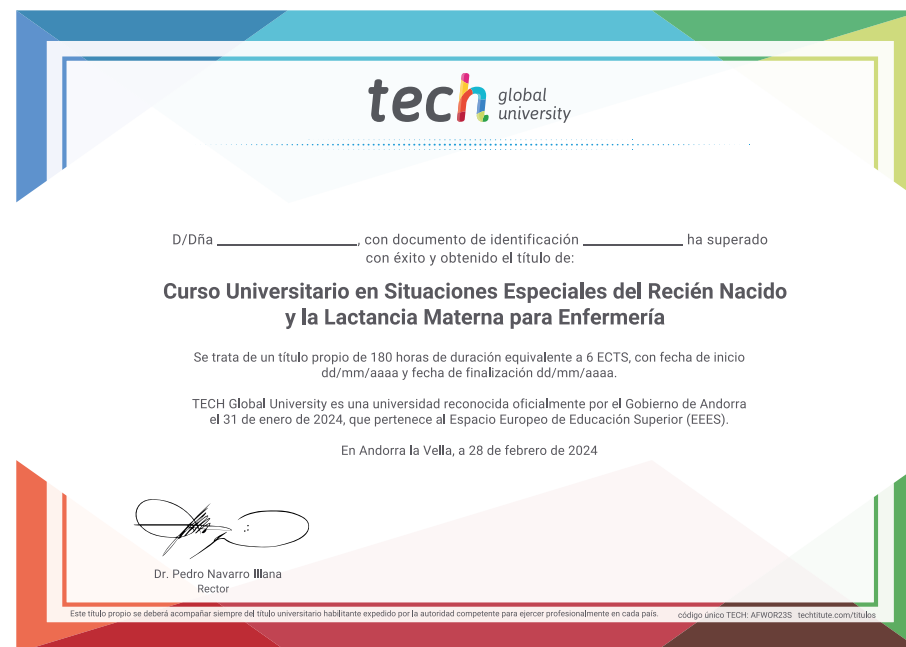 tech global university
D/Dña ____________________, con documento de identificación ______________ ha superado
con éxito y obtenido el título de:
Curso Universitario en Situaciones Especiales del Recién Nacido
y la Lactancia Materna para Enfermería
Se trata de un título propio de 180 horas de duración equivalente a 6 ECTS, con fecha de inicio
dd/mm/aaaa y fecha de finalización dd/mm/aaaa.
TECH Global University es una universidad reconocida oficialmente por el Gobierno de Andorra
el 31 de enero de 2024, que pertenece al Espacio Europeo de Educación Superior (EEES).
En Andorra la Vella, a 28 de febrero de 2024
Dr. Pedro Navarro Illana
Rector
Este título propio se deberá acompañar siempre del título universitario habilitante expedido por la autoridad competente para ejercer profesionalmente en cada país.
código único TECH: AFWOR23S techtitute.com/titulos